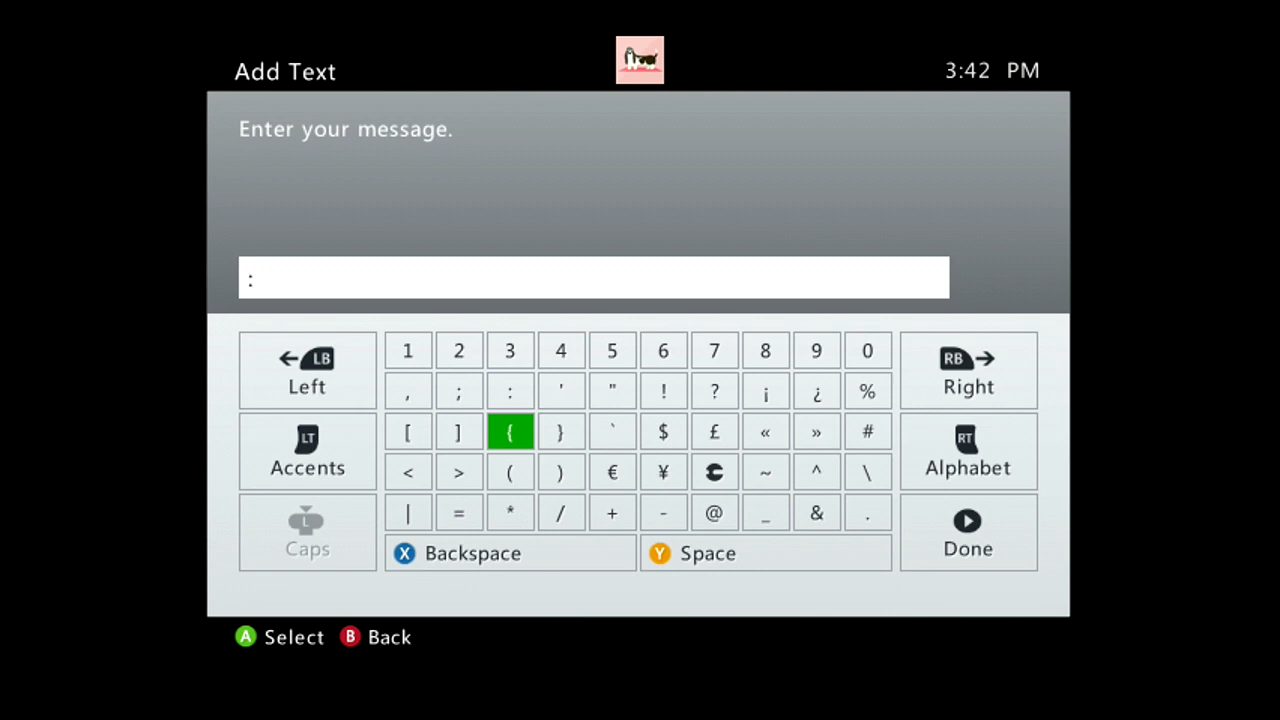 Add Text
3:42 PM
Enter your message.
:
LB
Left
1 2 3 4 5 6 7 8 9 0
RB
Right
, ; : ' " ! ? ¡ ¿ %
LT
Accents
[ ] { } ` $ £ « » #
RT
Alphabet
< > ( ) € ¥ ~ ^ \
L
Caps
| = * / + - @ _ & .
Done
X Backspace
Y Space
A Select B Back